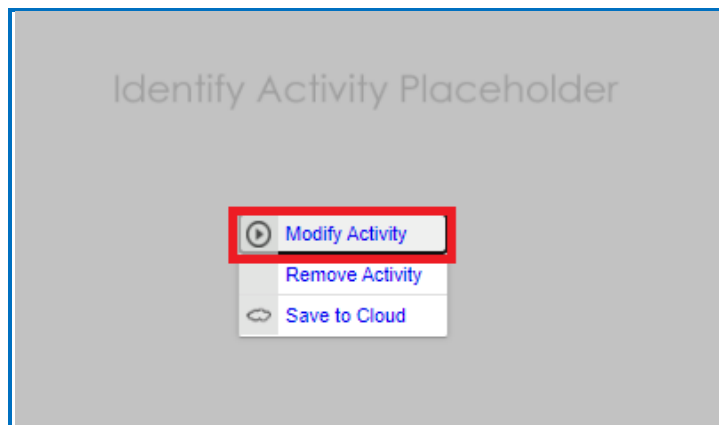 Identify Activity Placeholder
Modify Activity
Remove Activity
Save to Cloud